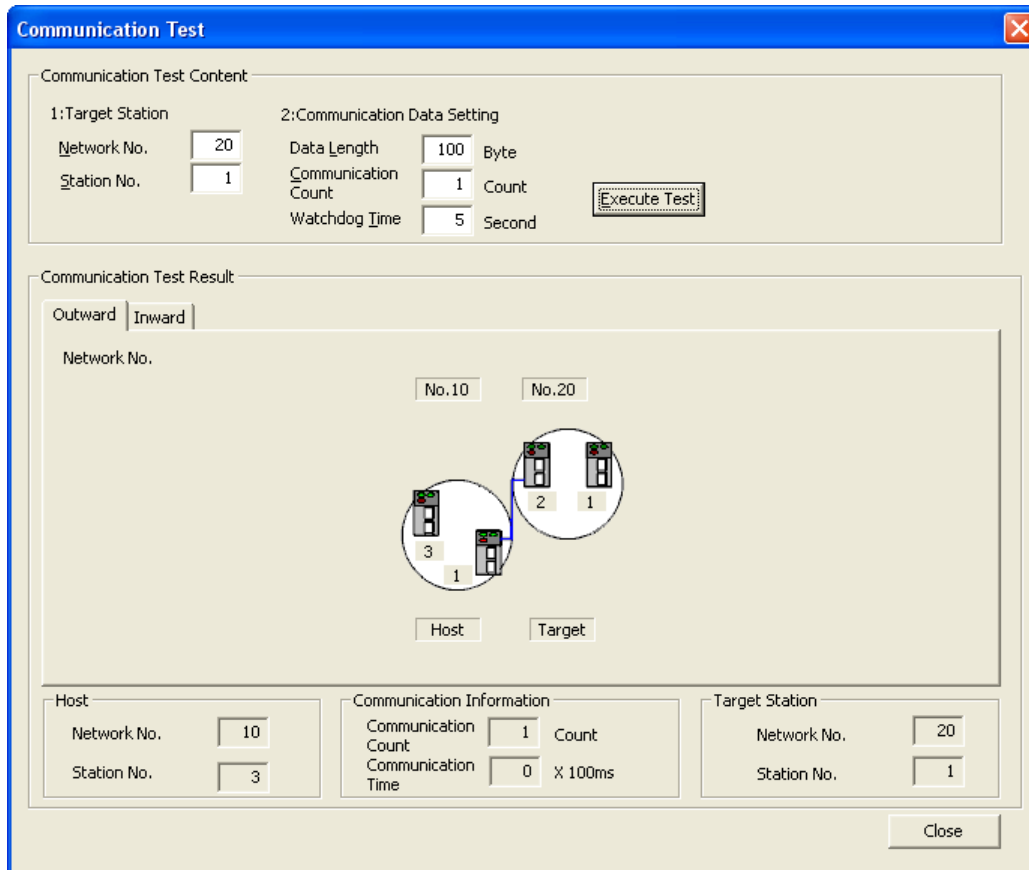 Communication Test
Communication Test Content
1:Target Station
2:Communication Data Setting
Network No. 20
Data Length 100 Byte
Station No. 1
Communication
Count 1 Count
Execute Test
Watchdog Time 5 Second
Communication Test Result
Outward Inward
Network No.
No.10 No.20
2 1
3
1
Host Target
Host
Network No. 10
Station No. 3
Communication Information
Communication
Count 1 Count
Communication
Time 0 X 100ms
Target Station
Network No. 20
Station No. 1
Close